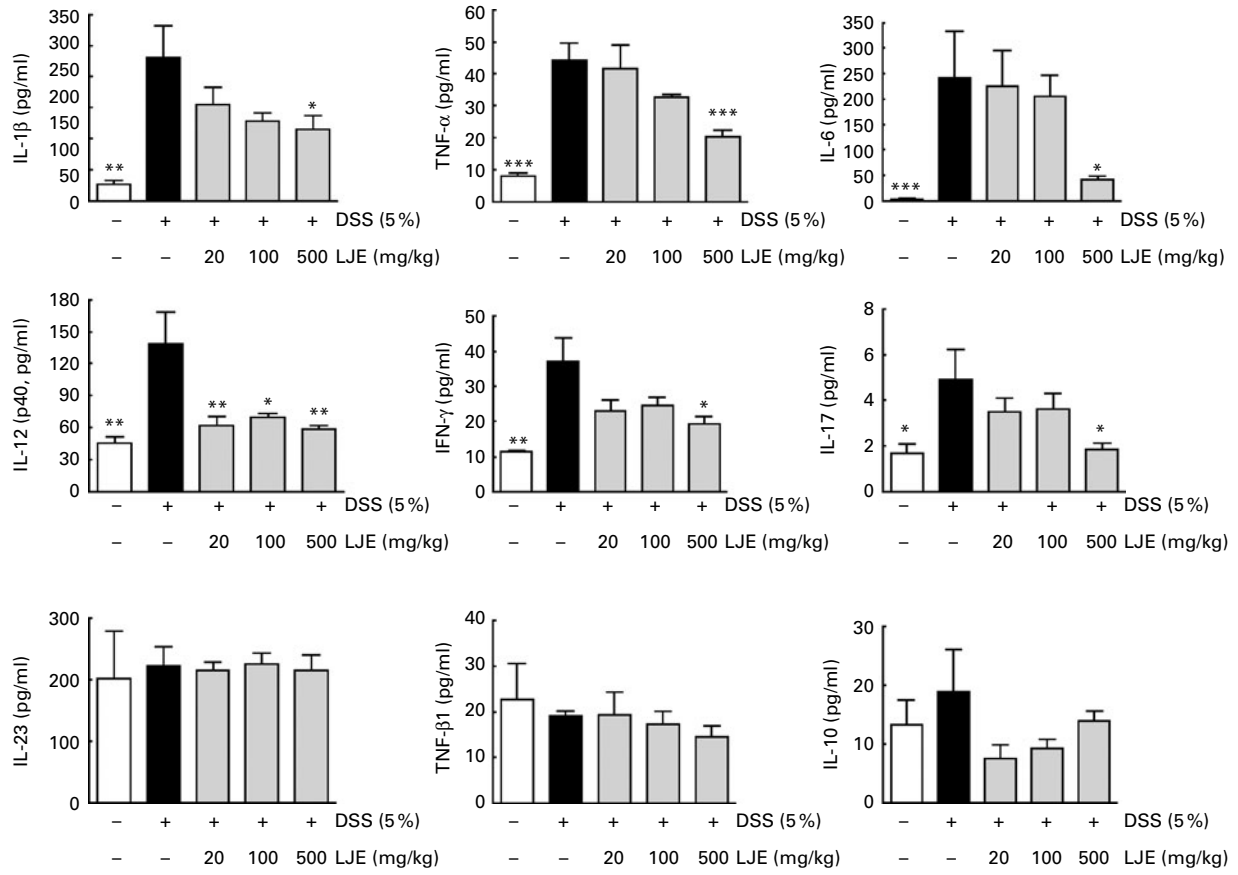 IL-1β (pg/ml)
350
300
250
200
150
100
50
0
**
*
– + + + + DSS (5 %)
– – 20 100 500 LJE (mg/kg)
TNF-α (pg/ml)
60
50
40
30
20
10
0
***
***
– + + + + DSS (5 %)
– – 20 100 500 LJE (mg/kg)
IL-6 (pg/ml)
350
300
250
200
150
100
50
0
***
*
– + + + + DSS (5 %)
– – 20 100 500 LJE (mg/kg)
IL-12 (p40, pg/ml)
180
150
120
90
60
30
0
**
**
*
**
– + + + + DSS (5 %)
– – 20 100 500 LJE (mg/kg)
IFN-γ (pg/ml)
50
40
30
20
10
0
**
*
– + + + + DSS (5 %)
– – 20 100 500 LJE (mg/kg)
IL-17 (pg/ml)
8
6
4
2
0
*
*
– + + + + DSS (5 %)
– – 20 100 500 LJE (mg/kg)
IL-23 (pg/ml)
300
200
100
0
– + + + + DSS (5 %)
– – 20 100 500 LJE (mg/kg)
TNF-β1 (pg/ml)
40
30
20
10
0
– + + + + DSS (5 %)
– – 20 100 500 LJE (mg/kg)
IL-10 (pg/ml)
30
20
10
0
– + + + + DSS (5 %)
– – 20 100 500 LJE (mg/kg)